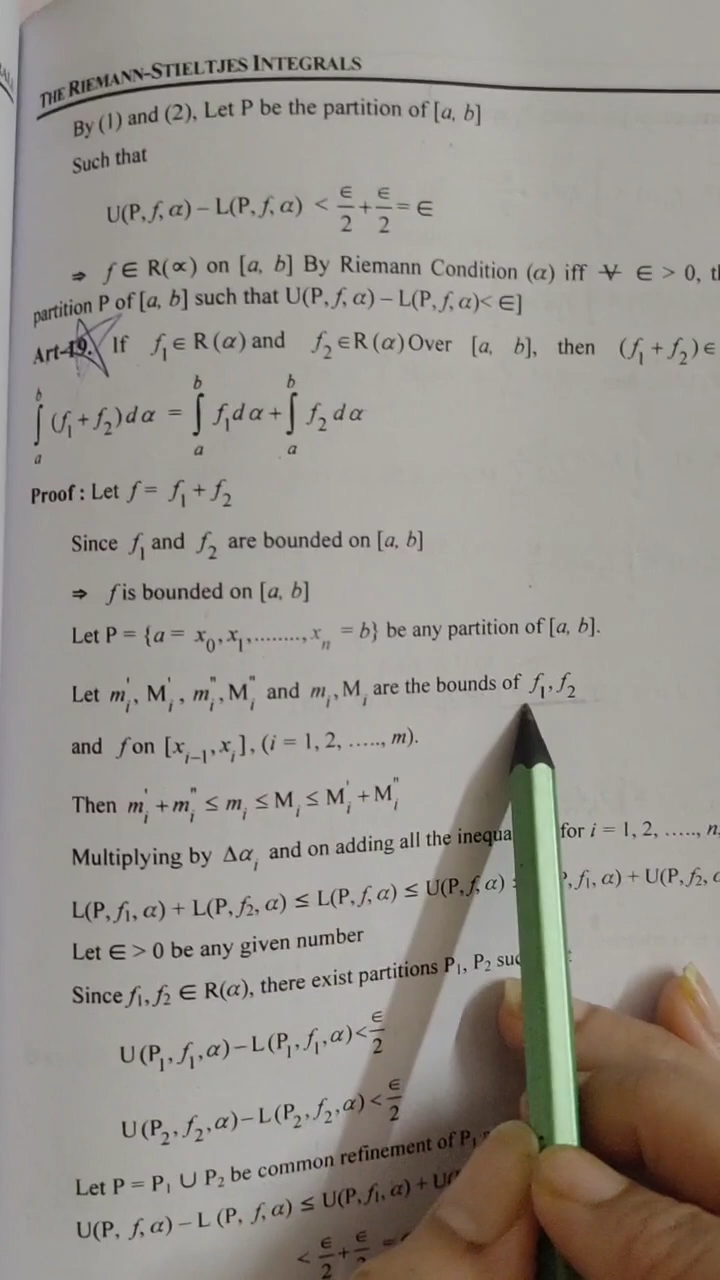 THE RIEMANN–STIELTJES INTEGRALS
By (1) and (2), Let P be the partition of [a, b]
Such that
U(P, f, α) – L(P, f, α) < ∈/2 + ∈/2 = ∈
⇒ f ∈ R(∝) on [a, b] By Riemann Condition (α) iff ∀ ∈ > 0,
partition P of [a, b] such that U(P, f, α) – L(P, f, α)< ∈]
Art-19. If f₁ ∈ R (α) and f₂ ∈ R (α) Over [a, b], then (f₁ + f₂) ∈
∫ₐᵇ (f₁ + f₂) dα = ∫ₐᵇ f₁ dα + ∫ₐᵇ f₂ dα
Proof : Let f = f₁ + f₂
Since f₁ and f₂ are bounded on [a, b]
⇒ f is bounded on [a, b]
Let P = {a = x₀, x₁, ........, xₙ = b} be any partition of [a, b].
Let mᵢ', Mᵢ', mᵢ", Mᵢ" and mᵢ, Mᵢ are the bounds of f₁, f₂
and f on [xᵢ₋₁, xᵢ], (i = 1, 2, ....., m).
Then mᵢ' + mᵢ" ≤ mᵢ ≤ Mᵢ ≤ Mᵢ' + Mᵢ"
Multiplying by Δαᵢ and on adding all the for i = 1, 2, ....., n,
L(P, f₁, α) + L(P, f₂, α) ≤ L(P, f, α) ≤ U(P, f, α) , f₁, α) + U(P, f₂,
Let ∈ > 0 be any given number
Since f₁, f₂ ∈ R(α), there exist partitions P₁, P₂
U(P₁, f₁, α) – L(P₁, f₁, α) < ∈/2
U(P₂, f₂, α) – L(P₂, f₂, α) < ∈/2
Let P = P₁ ∪ P₂ be common refinement of P₁
U(P, f, α) – L (P, f, α) ≤ U(P, f₁, α) +
< ∈/2 + ∈/2 =